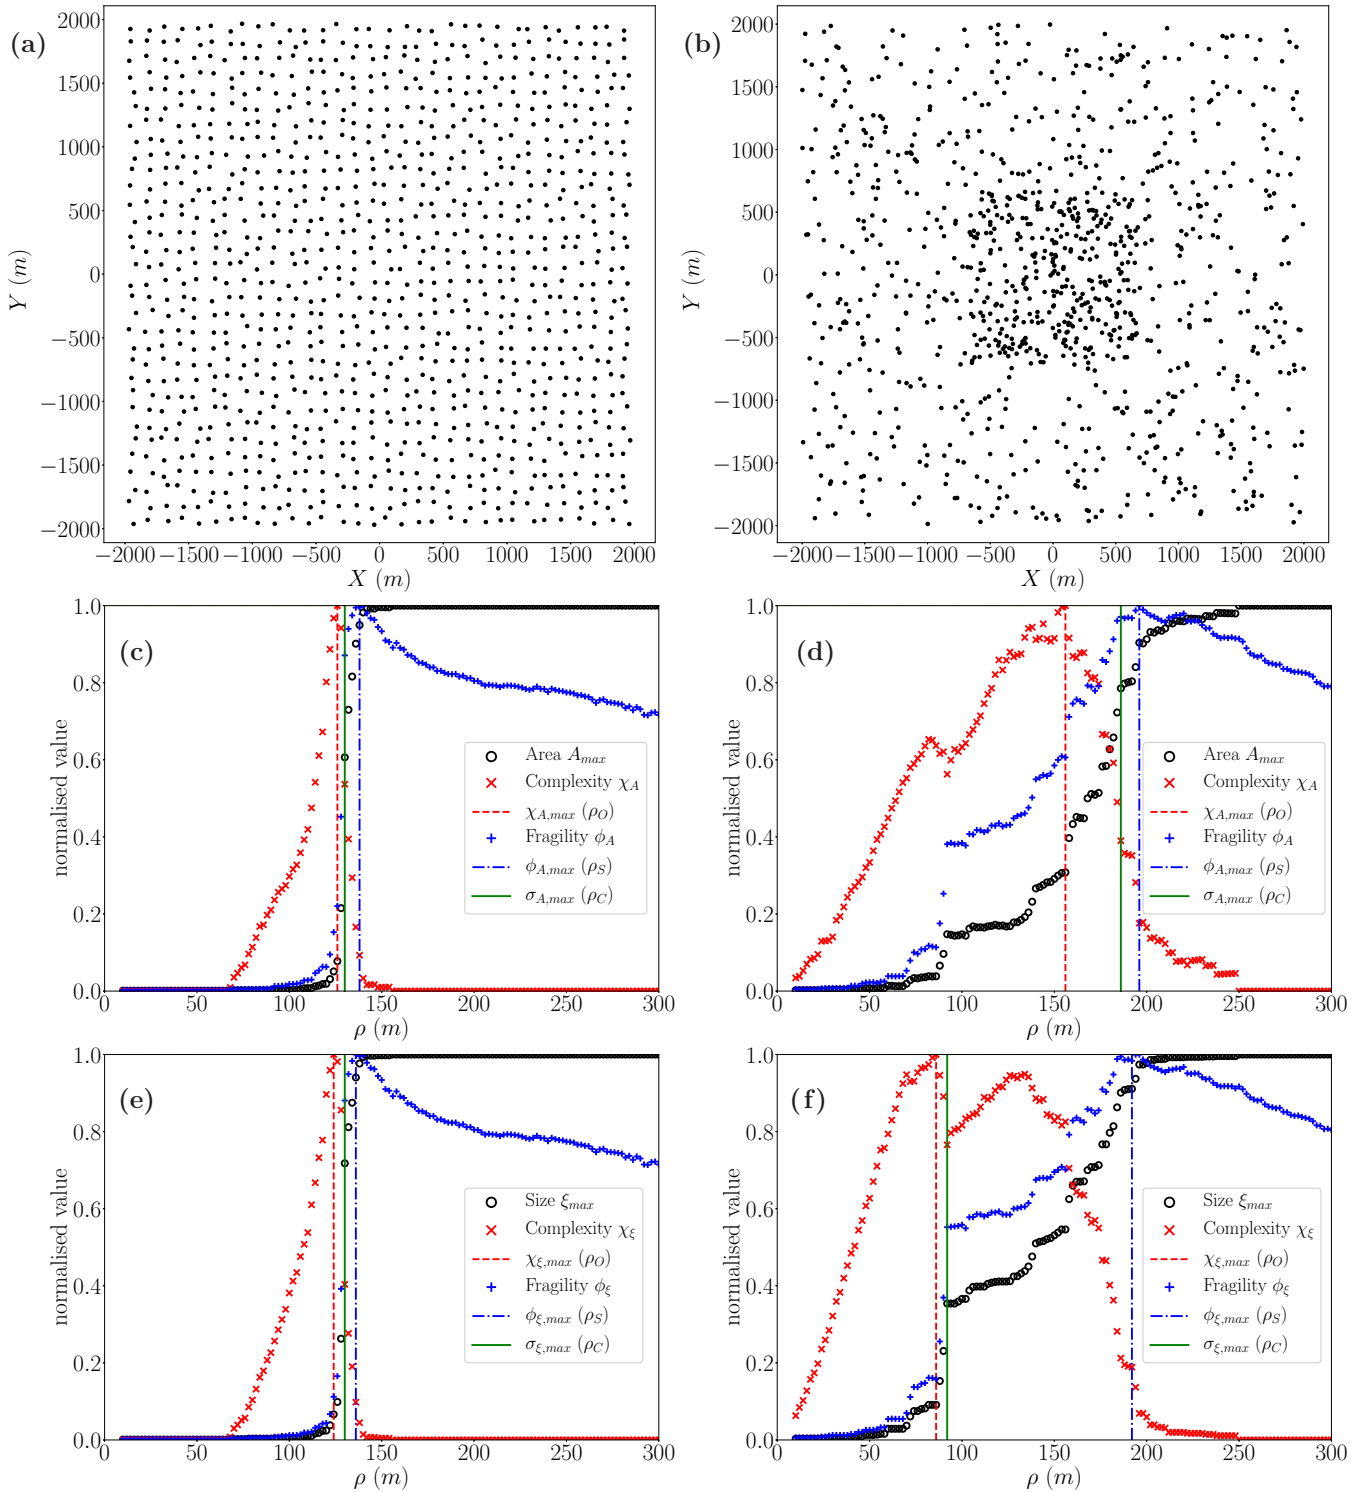 (a)
2000
1500
1000
500
0
−500
−1000
−1500
−2000
Y (m)
−2000 −1500 −1000 −500 0 500 1000 1500 2000
X (m)
(b)
2000
1500
1000
500
0
−500
−1000
−1500
−2000
Y (m)
−2000 −1500 −1000 −500 0 500 1000 1500 2000
X (m)
(c)
1.0
0.8
0.6
0.4
0.2
0.0
normalised value
Area A_max
Complexity χ_A
χ_A,max (ρ_O)
Fragility ϕ_A
ϕ_A,max (ρ_S)
σ_A,max (ρ_C)
0 50 100 150 200 250 300
ρ (m)
(d)
1.0
0.8
0.6
0.4
0.2
0.0
normalised value
Area A_max
Complexity χ_A
χ_A,max (ρ_O)
Fragility ϕ_A
ϕ_A,max (ρ_S)
σ_A,max (ρ_C)
0 50 100 150 200 250 300
ρ (m)
(e)
1.0
0.8
0.6
0.4
0.2
0.0
normalised value
Size ξ_max
Complexity χ_ξ
χ_ξ,max (ρ_O)
Fragility ϕ_ξ
ϕ_ξ,max (ρ_S)
σ_ξ,max (ρ_C)
0 50 100 150 200 250 300
ρ (m)
(f)
1.0
0.8
0.6
0.4
0.2
0.0
normalised value
Size ξ_max
Complexity χ_ξ
χ_ξ,max (ρ_O)
Fragility ϕ_ξ
ϕ_ξ,max (ρ_S)
σ_ξ,max (ρ_C)
0 50 100 150 200 250 300
ρ (m)